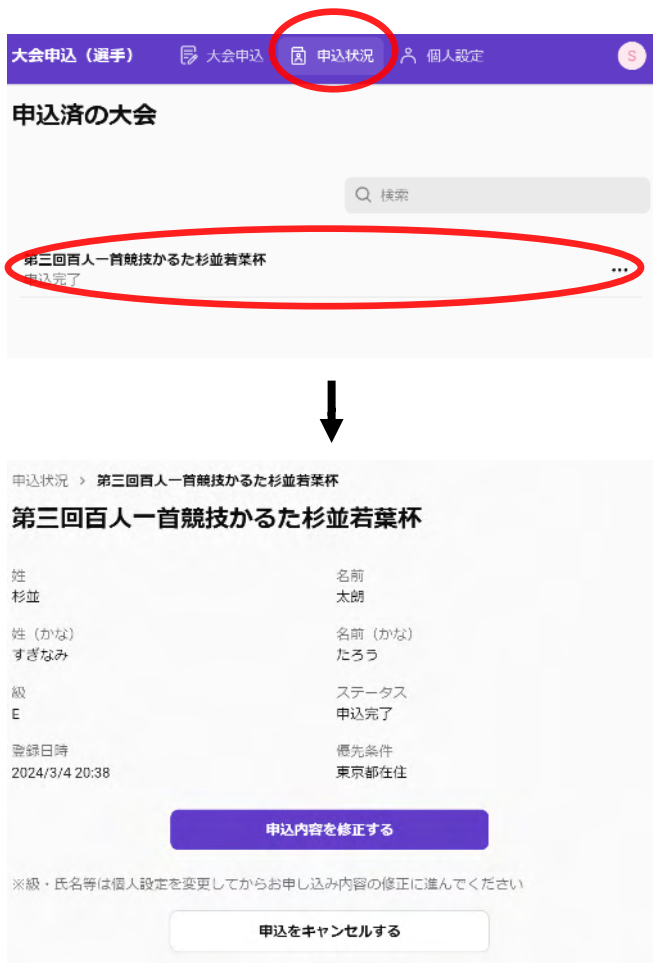 大会申込（選手） 大会申込 申込状況 個人設定 S
申込済の大会
検索
第三回百人一首競技かるた杉並若葉杯
申込完了
申込状況 > 第三回百人一首競技かるた杉並若葉杯
第三回百人一首競技かるた杉並若葉杯
姓 名前
杉並 太朗
姓（かな） 名前（かな）
すぎなみ たろう
級 ステータス
E 申込完了
登録日時 優先条件
2024/3/4 20:38 東京都在住
申込内容を修正する
※級・氏名等は個人設定を変更してからお申し込み内容の修正に進んでください
申込をキャンセルする